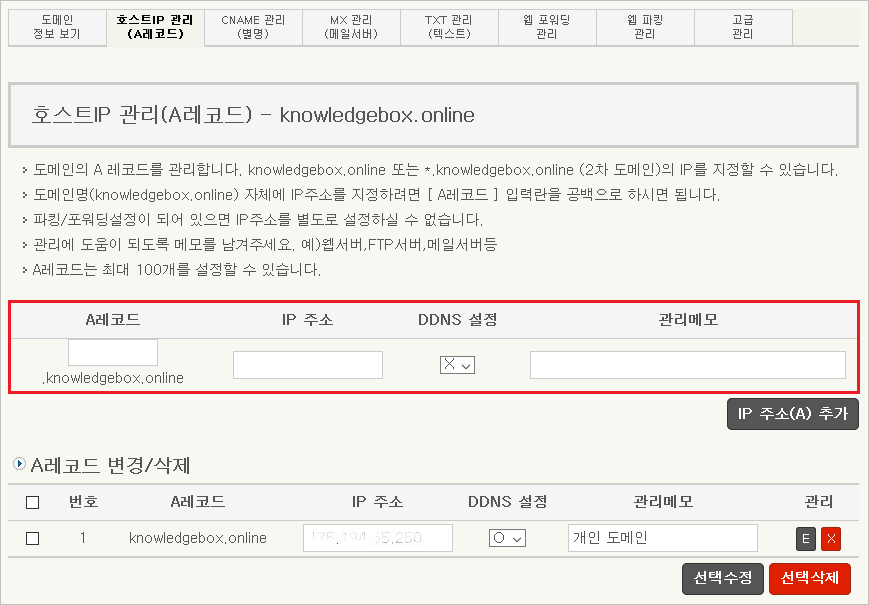 도메인 정보 보기
호스트IP 관리 (A레코드)
CNAME 관리 (별명)
MX 관리 (메일서버)
TXT 관리 (텍스트)
웹 포워딩 관리
웹 파킹 관리
고급 관리
호스트IP 관리(A레코드) - knowledgebox.online
도메인의 A 레코드를 관리합니다. knowledgebox.online 또는 *.knowledgebox.online (2차 도메인)의 IP를 지정할 수 있습니다.
도메인명(knowledgebox.online) 자체에 IP주소를 지정하려면 [ A레코드 ] 입력란을 공백으로 하시면 됩니다.
파킹/포워딩설정이 되어 있으면 IP주소를 별도로 설정하실 수 없습니다.
관리에 도움이 되도록 메모를 남겨주세요. 예)웹서버,FTP서버,메일서버등
A레코드는 최대 100개를 설정할 수 있습니다.
A레코드 IP 주소 DDNS 설정 관리메모
X
.knowledgebox.online
IP 주소(A) 추가
A레코드 변경/삭제
번호 A레코드 IP 주소 DDNS 설정 관리메모 관리
1 knowledgebox.online O 개인 도메인 E X
선택수정 선택삭제